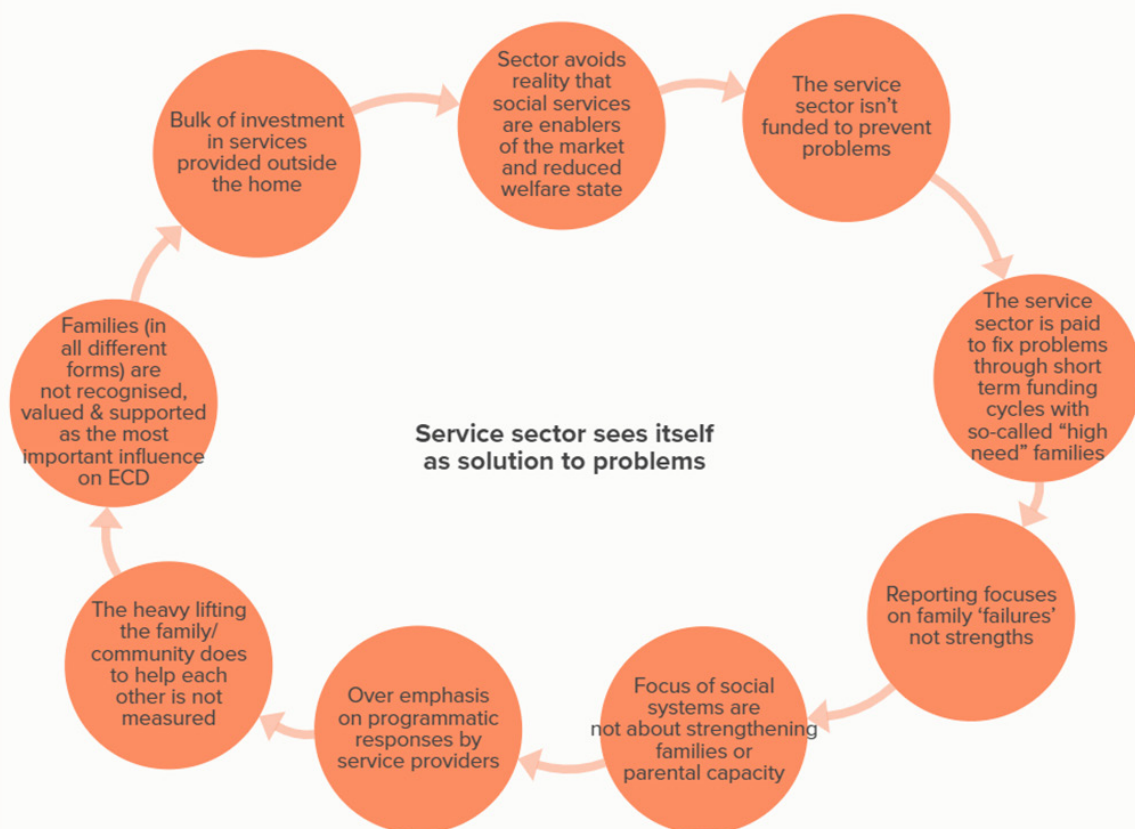 Bulk of investment
in services
provided outside
the home
Sector avoids
reality that
social services
are enablers
of the market
and reduced
welfare state
The service
sector isn’t
funded to prevent
problems
The service
sector is paid
to fix problems
through short
term funding
cycles with
so-called “high
need” families
Reporting focuses
on family ‘failures’
not strengths
Focus of social
systems are
not about strengthening
families or
parental capacity
Over emphasis
on programmatic
responses by
service providers
The heavy lifting
the family/
community does
to help each
other is not
measured
Families (in
all different
forms) are
not recognised,
valued & supported
as the most
important influence
on ECD
Service sector sees itself
as solution to problems